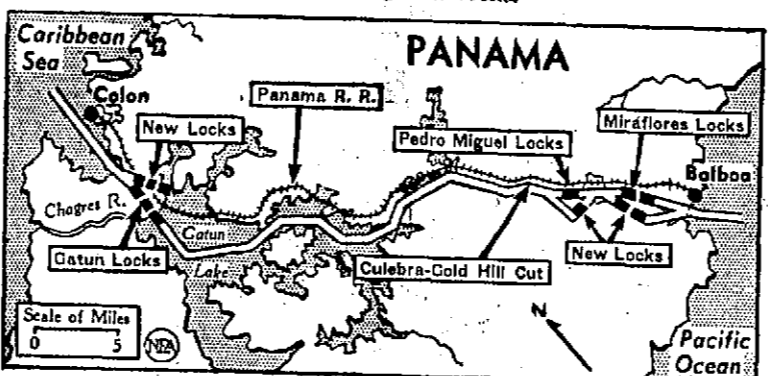 Caribbean
Sea
PANAMA
Colon
Panama R. R.
New Locks
Pedro Miguel Locks
Miraflores Locks
Balboa
Chagres R.
Gatun
Gatun Locks
Lake
Culebra-Gold Hill Cut
New Locks
Scale of Miles
0 5
NEA
N
Pacific
Ocean